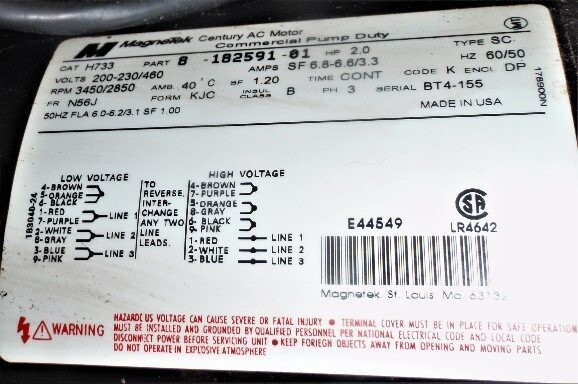 MagneTek Century AC Motor
Commercial Pump Duty
CAT H733 PART 8 -182591-01 HP 2.0 TYPE SC
VOLTS 200-230/460 AMPS SF 6.8-6.6/3.3 HZ 60/50
RPM 3450/2850 AMB 40°C SF 1.20 TIME CONT CODE K ENCL DP
FR N56J FORM KJC INSUL CLASS B PH 3 SERIAL BT4-155
50HZ FLA 6.0-6.2/3.1 SF 1.00 MADE IN USA
178900N
183040-24
LOW VOLTAGE
4-BROWN
5-ORANGE
6-BLACK
1-RED
7-PURPLE LINE 1
2-WHITE
8-GRAY LINE 2
3-BLUE
9-PINK LINE 3
TO
REVERSE,
INTER-
CHANGE
ANY TWO
LINE
LEADS.
HIGH VOLTAGE
4-BROWN
7-PURPLE
5-ORANGE
8-GRAY
6-BLACK
9-PINK
1-RED LINE 1
2-WHITE LINE 2
3-BLUE LINE 3
E44549
LR4642
Magnetek St. Louis Mo 63132
WARNING
HAZARDOUS VOLTAGE CAN CAUSE SEVERE OR FATAL INJURY ● TERMINAL COVER MUST BE IN PLACE FOR SAFE OPERATION
MUST BE INSTALLED AND GROUNDED BY QUALIFIED PERSONNEL PER NATIONAL ELECTRICAL CODE AND LOCAL CODE
DISCONNECT POWER BEFORE SERVICING UNIT ● KEEP FORIEGN OBJECTS AWAY FROM OPENING AND MOVING PARTS
DO NOT OPERATE IN EXPLOSIVE ATMOSPHERE